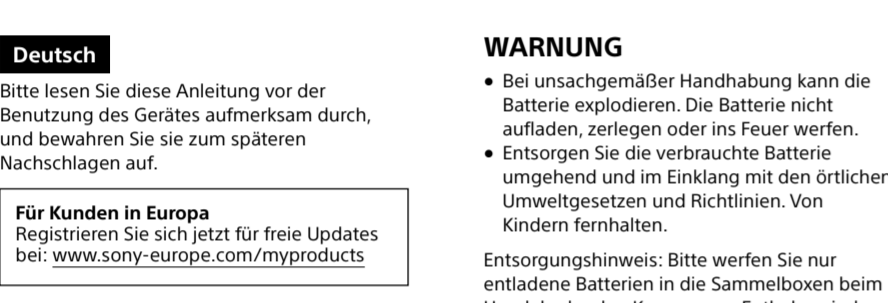 Deutsch
Bitte lesen Sie diese Anleitung vor der
Benutzung des Gerätes aufmerksam durch,
und bewahren Sie sie zum späteren
Nachschlagen auf.
Für Kunden in Europa
Registrieren Sie sich jetzt für freie Updates
bei: www.sony-europe.com/myproducts
WARNUNG
• Bei unsachgemäßer Handhabung kann die
Batterie explodieren. Die Batterie nicht
aufladen, zerlegen oder ins Feuer werfen.
• Entsorgen Sie die verbrauchte Batterie
umgehend und im Einklang mit den örtlichen
Umweltgesetzen und Richtlinien. Von
Kindern fernhalten.
Entsorgungshinweis: Bitte werfen Sie nur
entladene Batterien in die Sammelboxen beim